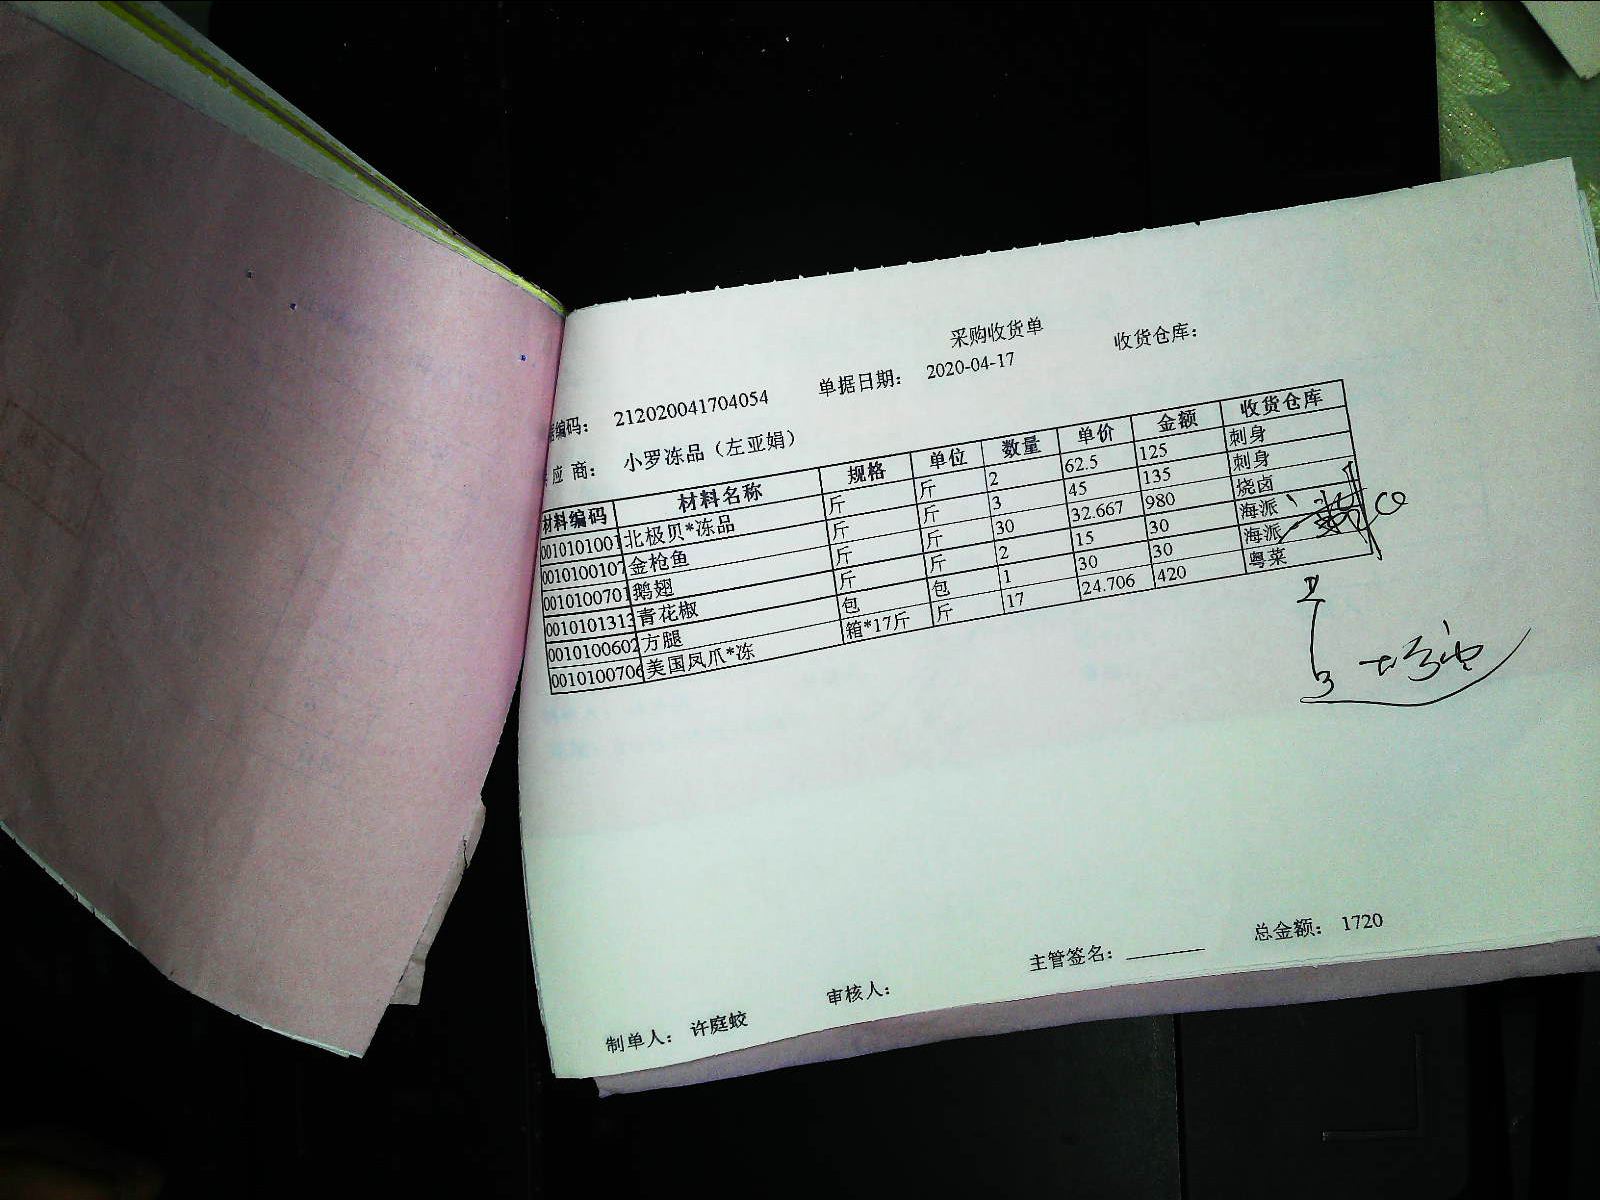 采购收货单
编码： 212020041704054 单据日期： 2020-04-17 收货仓库：
应 商： 小罗冻品（左亚娟）
材料编码 材料名称 规格 单位 数量 单价 金额 收货仓库
0010101001 北极贝*冻品 斤 斤 2 62.5 125 刺身
0010100107 金枪鱼 斤 斤 3 45 135 刺身
0010100701 鹅翅 斤 斤 30 32.667 980 烧卤
0010101313 青花椒 斤 斤 2 15 30 海派
0010100602 方腿 包 包 1 30 30 海派
0010100706 美国凤爪*冻 箱*17斤 斤 17 24.706 420 粤菜
制单人： 许庭蛟 审核人： 主管签名： 总金额： 1720